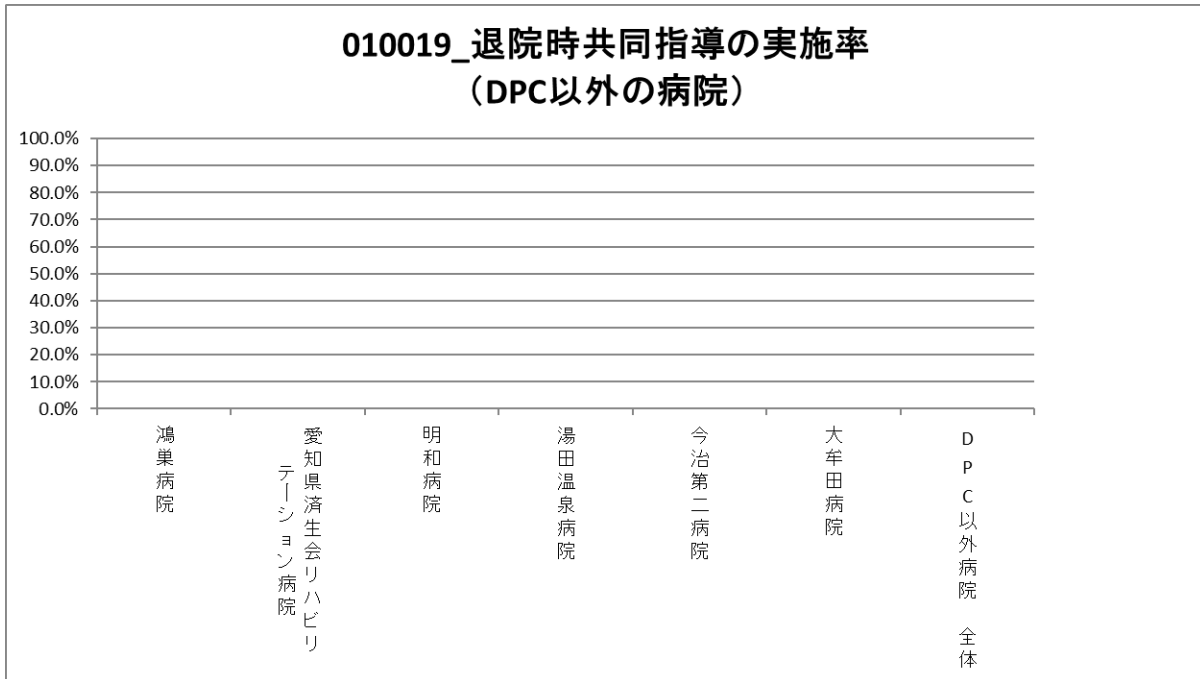 010019_退院時共同指導の実施率
（DPC以外の病院）
100.0%
90.0%
80.0%
70.0%
60.0%
50.0%
40.0%
30.0%
20.0%
10.0%
0.0%
鴻巣病院
愛知県済生会リハビリ
テーション病院
明和病院
湯田温泉病院
今治第二病院
大牟田病院
DPC以外病院 全体